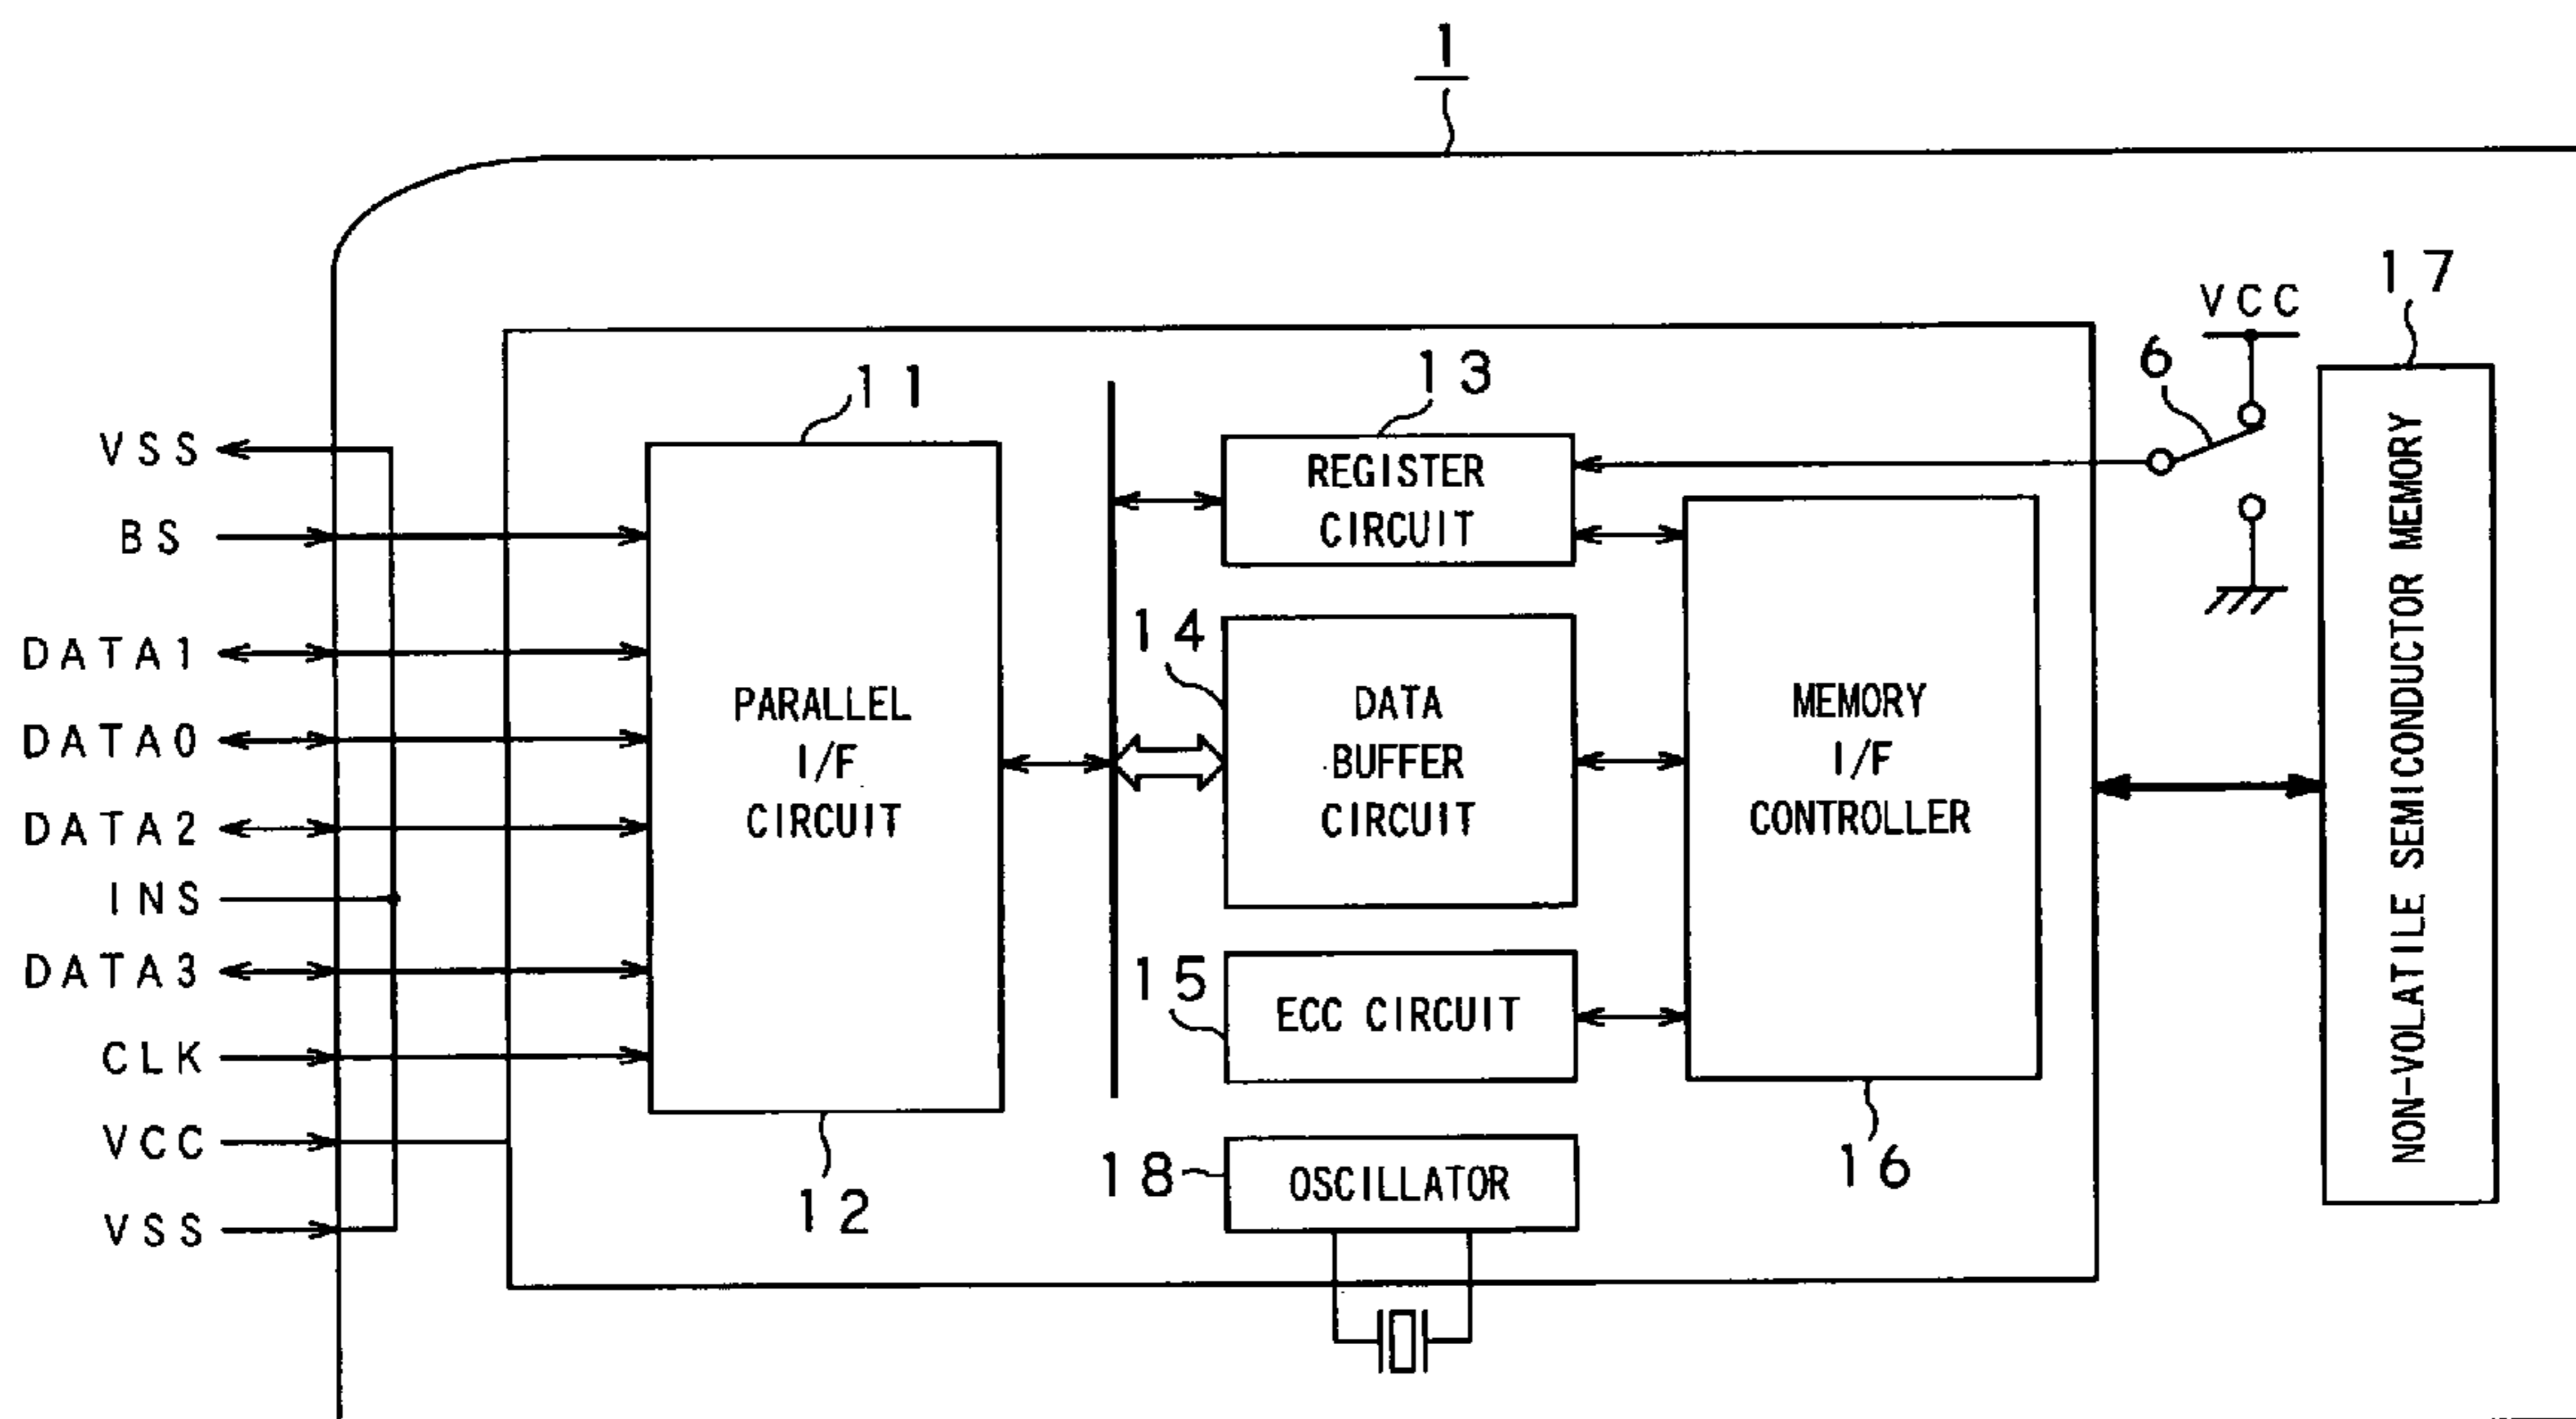 1
17
VCC
6
11
13
VSS
REGISTER
CIRCUIT
BS
14
DATA1
PARALLEL
I/F
CIRCUIT
DATA
BUFFER
CIRCUIT
MEMORY
I/F
CONTROLLER
NON-VOLATILE SEMICONDUCTOR MEMORY
DATA0
DATA2
INS
DATA3
15
ECC CIRCUIT
CLK
VCC
16
18
OSCILLATOR
12
VSS